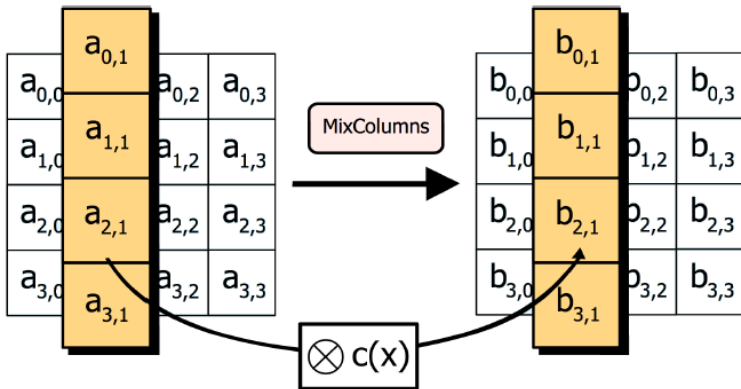 a0,0 a0,1 a0,2 a0,3
a1,0 a1,1 a1,2 a1,3
a2,0 a2,1 a2,2 a2,3
a3,0 a3,1 a3,2 a3,3
MixColumns
b0,0 b0,1 b0,2 b0,3
b1,0 b1,1 b1,2 b1,3
b2,0 b2,1 b2,2 b2,3
b3,0 b3,1 b3,2 b3,3
⊗ c(x)